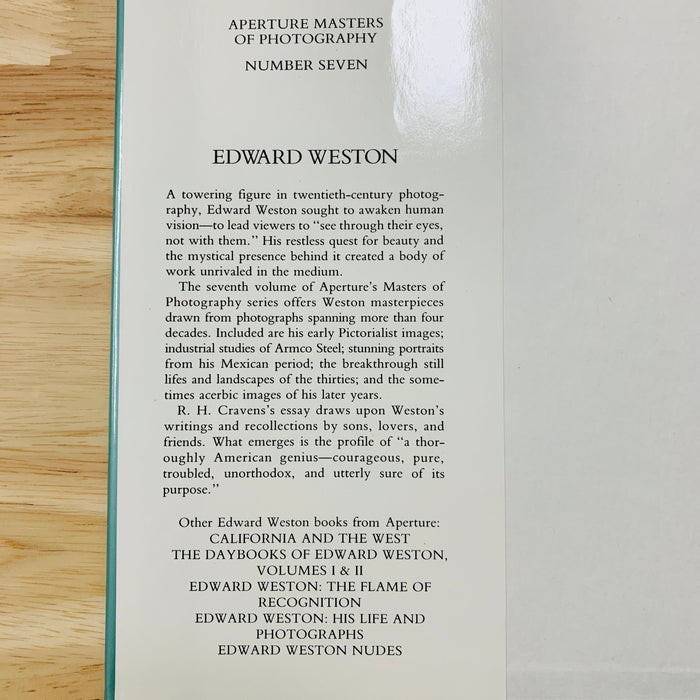 APERTURE MASTERS
OF PHOTOGRAPHY
NUMBER SEVEN
EDWARD WESTON
A towering figure in twentieth-century photog-
raphy, Edward Weston sought to awaken human
vision—to lead viewers to “see through their eyes,
not with them.” His restless quest for beauty and
the mystical presence behind it created a body of
work unrivaled in the medium.
The seventh volume of Aperture’s Masters of
Photography series offers Weston masterpieces
drawn from photographs spanning more than four
decades. Included are his early Pictorialist images;
industrial studies of Armco Steel; stunning portraits
from his Mexican period; the breakthrough still
lifes and landscapes of the thirties; and the some-
times acerbic images of his later years.
R. H. Cravens’s essay draws upon Weston’s
writings and recollections by sons, lovers, and
friends. What emerges is the profile of “a thor-
oughly American genius—courageous, pure,
troubled, unorthodox, and utterly sure of its
purpose.”
Other Edward Weston books from Aperture:
CALIFORNIA AND THE WEST
THE DAYBOOKS OF EDWARD WESTON,
VOLUMES I & II
EDWARD WESTON: THE FLAME OF
RECOGNITION
EDWARD WESTON: HIS LIFE AND
PHOTOGRAPHS
EDWARD WESTON NUDES